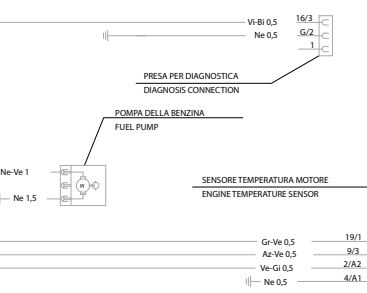 Vi-Bi 0,5 16/3
Ne 0,5 G/2
1
PRESA PER DIAGNOSTICA
DIAGNOSIS CONNECTION
POMPA DELLA BENZINA
FUEL PUMP
Ne-Ve 1
M
Ne 1,5
SENSORE TEMPERATURA MOTORE
ENGINE TEMPERATURE SENSOR
Gr-Ve 0,5 19/1
Az-Ve 0,5 9/3
Ve-Gi 0,5 2/A2
Ne 0,5 4/A1